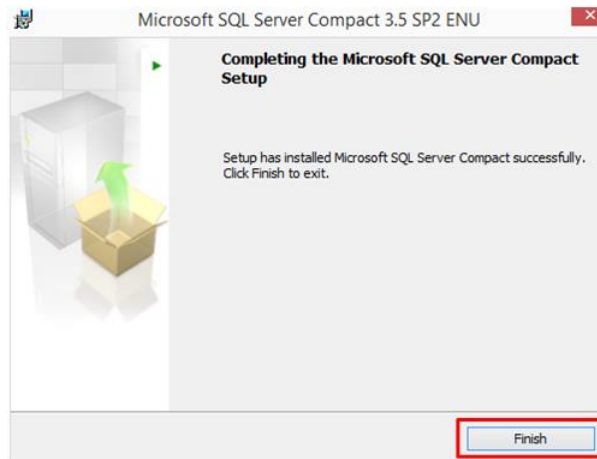 Microsoft SQL Server Compact 3.5 SP2 ENU
Completing the Microsoft SQL Server Compact
Setup
Setup has installed Microsoft SQL Server Compact successfully.
Click Finish to exit.
Finish